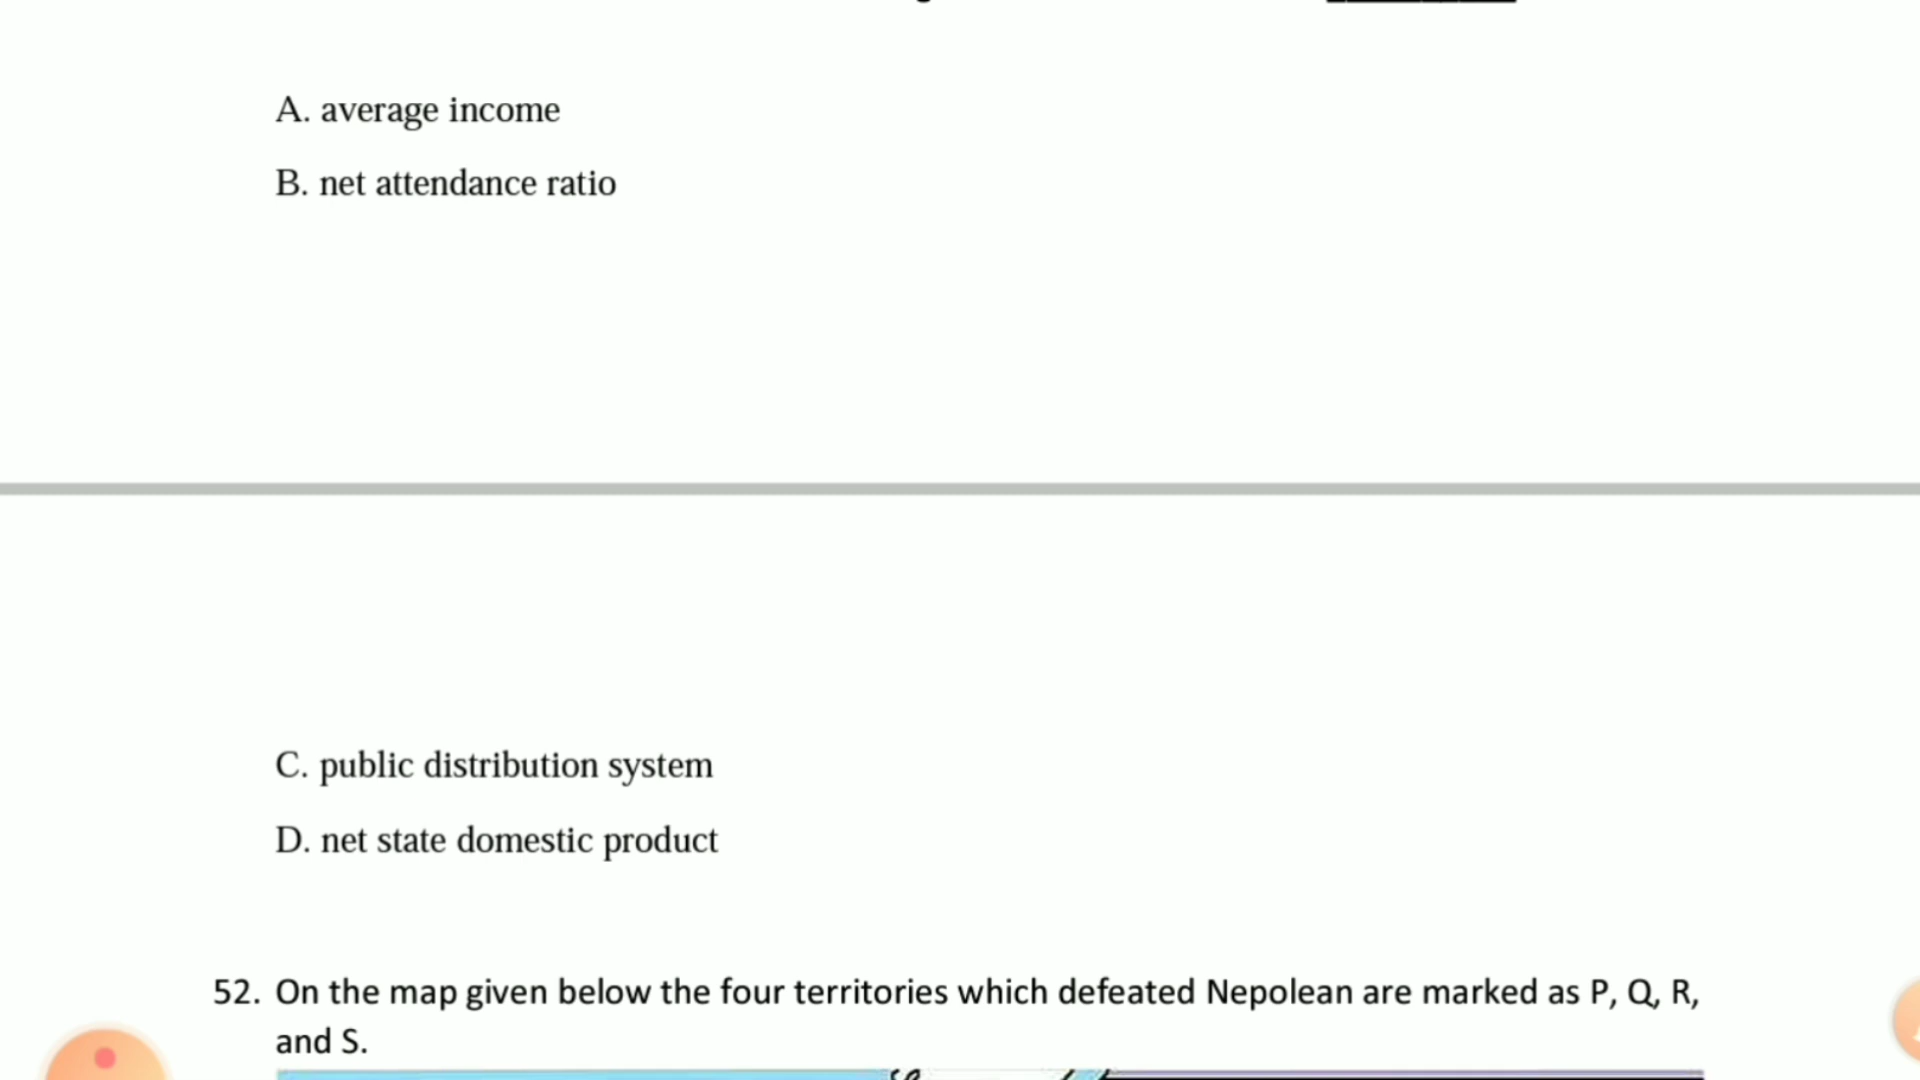 A. average income
B. net attendance ratio
C. public distribution system
D. net state domestic product
52. On the map given below the four territories which defeated Nepolean are marked as P, Q, R,
and S.